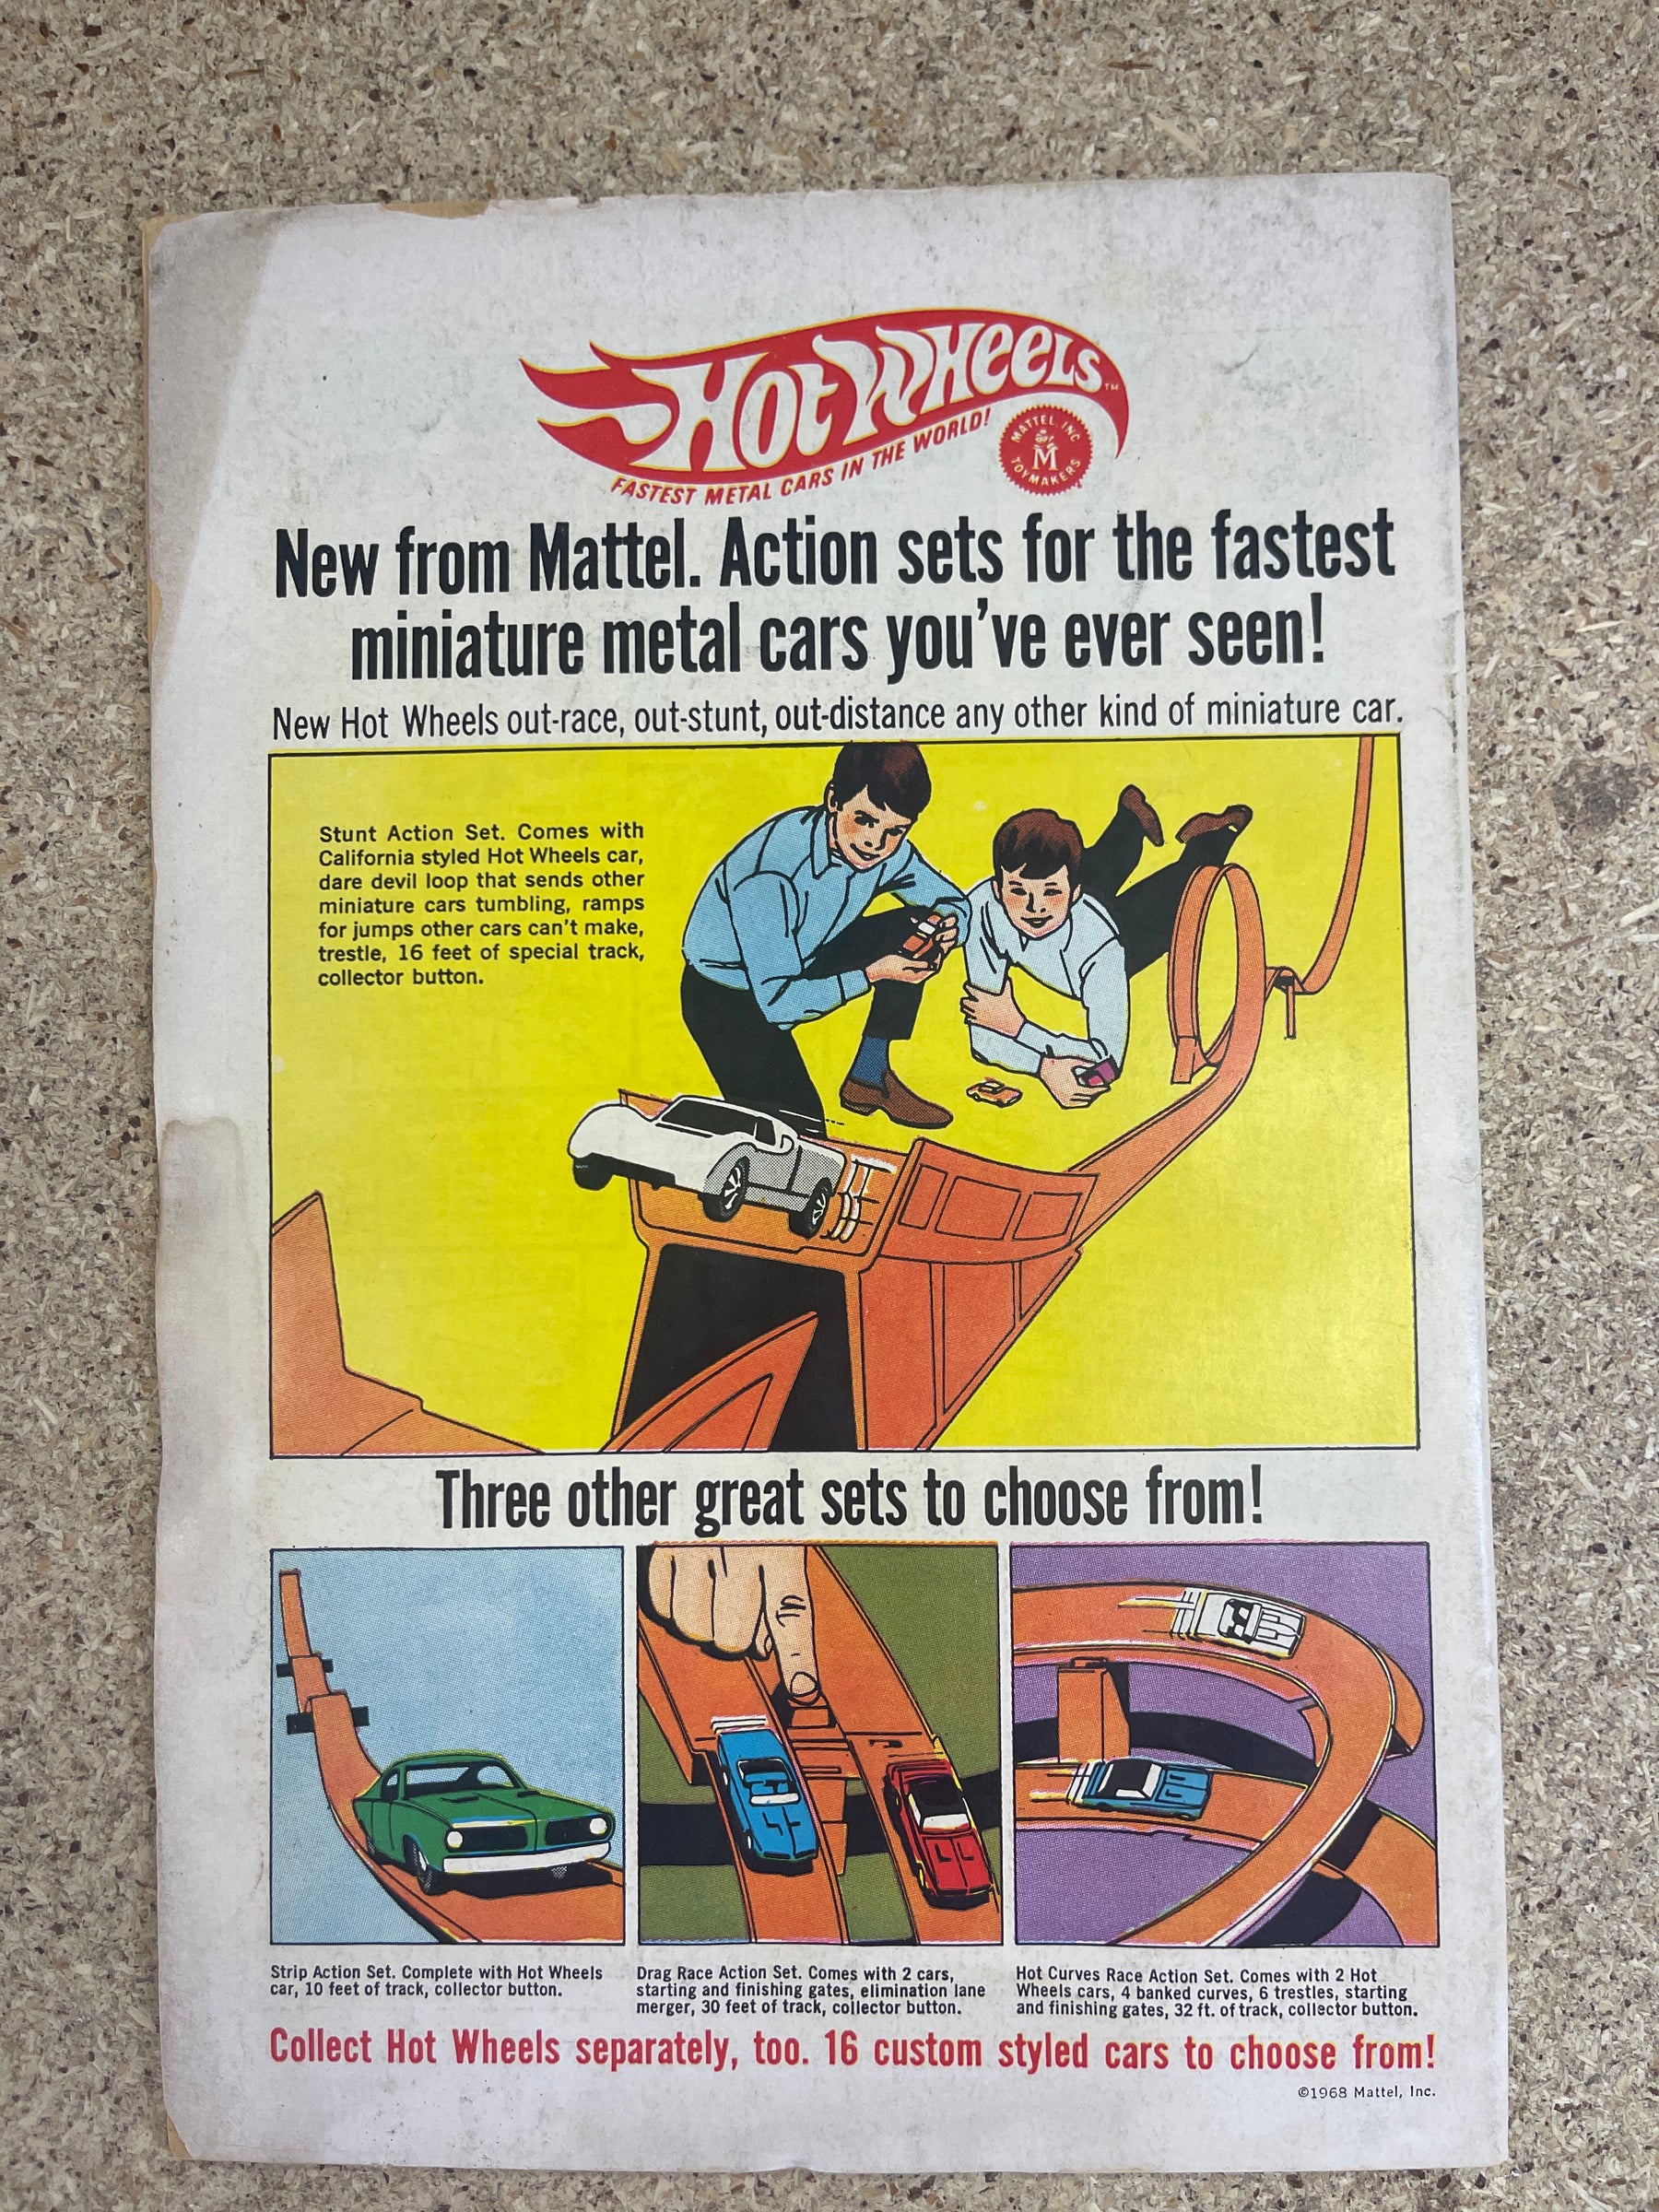 Hot Wheels™
FASTEST METAL CARS IN THE WORLD!
MATTEL, INC.
M
TOYMAKERS
New from Mattel. Action sets for the fastest
miniature metal cars you've ever seen!
New Hot Wheels out-race, out-stunt, out-distance any other kind of miniature car.
Stunt Action Set. Comes with
California styled Hot Wheels car,
dare devil loop that sends other
miniature cars tumbling, ramps
for jumps other cars can't make,
trestle, 16 feet of special track,
collector button.
Three other great sets to choose from!
Strip Action Set. Complete with Hot Wheels
car, 10 feet of track, collector button.
Drag Race Action Set. Comes with 2 cars,
starting and finishing gates, elimination lane
merger, 30 feet of track, collector button.
Hot Curves Race Action Set. Comes with 2 Hot
Wheels cars, 4 banked curves, 6 trestles, starting
and finishing gates, 32 ft. of track, collector button.
Collect Hot Wheels separately, too. 16 custom styled cars to choose from!
©1968 Mattel, Inc.